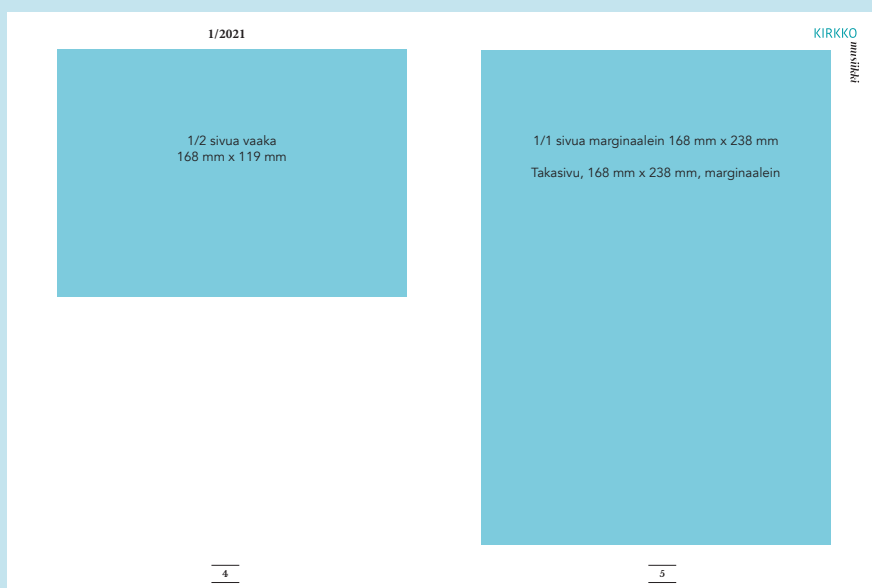 1/2021
1/2 sivua vaaka
168 mm x 119 mm
4
KIRKKO
musiikki
1/1 sivua marginaalein 168 mm x 238 mm
Takasivu, 168 mm x 238 mm, marginaalein
5